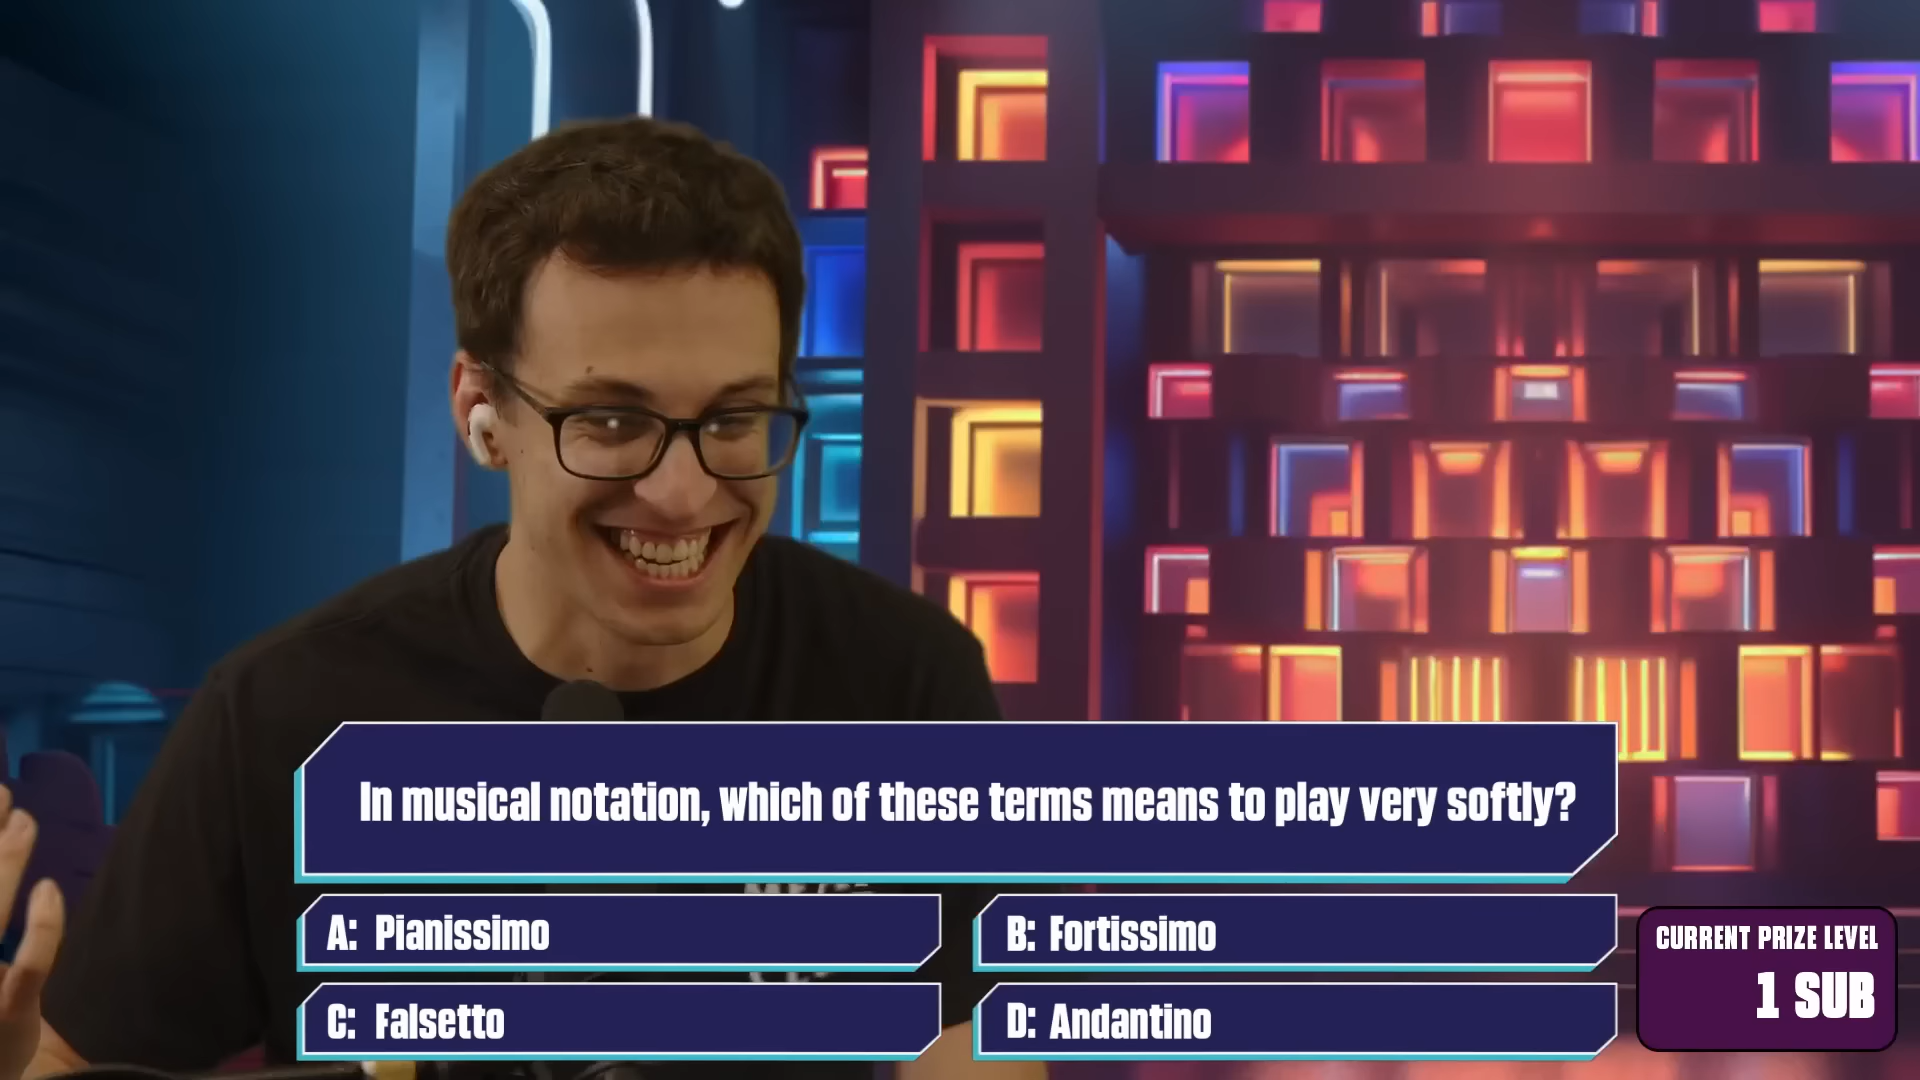 In musical notation, which of these terms means to play very softly?
A: Pianissimo
B: Fortissimo
C: Falsetto
D: Andantino
CURRENT PRIZE LEVEL
1 SUB